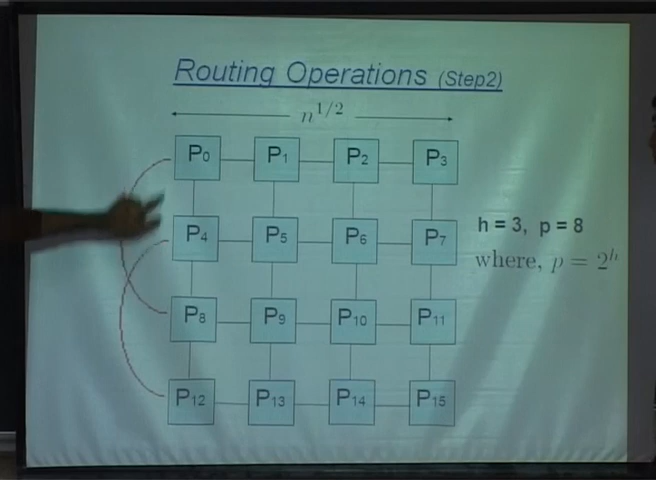 Routing Operations (Step2)
n^{1/2}
P0 P1 P2 P3
P4 P5 P6 P7
h = 3, p = 8
where, p = 2^h
P8 P9 P10 P11
P12 P13 P14 P15